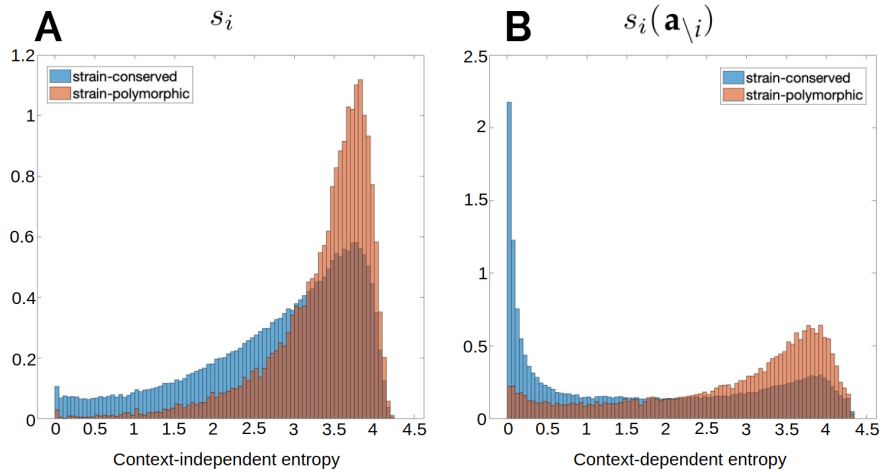 A
s_i
strain-conserved
strain-polymorphic
1.2
1
0.8
0.6
0.4
0.2
0
0 0.5 1 1.5 2 2.5 3 3.5 4 4.5
Context-independent entropy
B
s_i(a_{\i})
strain-conserved
strain-polymorphic
2.5
2
1.5
1
0.5
0
0 0.5 1 1.5 2 2.5 3 3.5 4 4.5
Context-dependent entropy